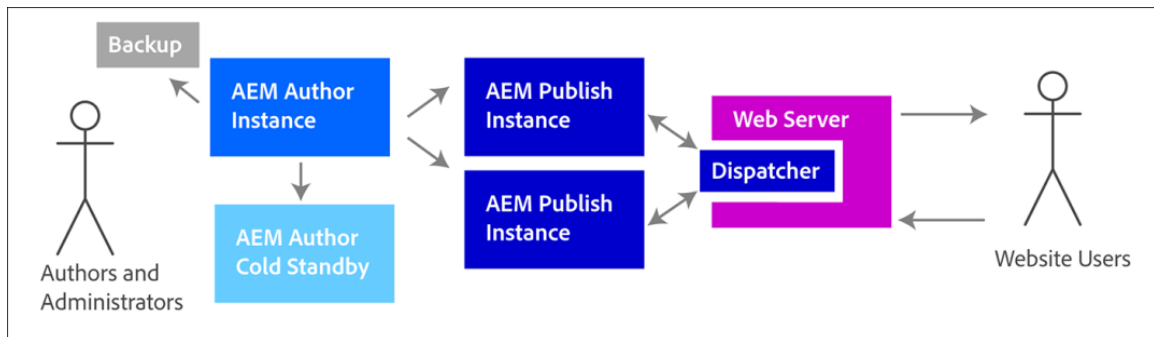 Backup
AEM Author
Instance
AEM Author
Cold Standby
Authors and
Administrators
AEM Publish
Instance
AEM Publish
Instance
Web Server
Dispatcher
Website Users